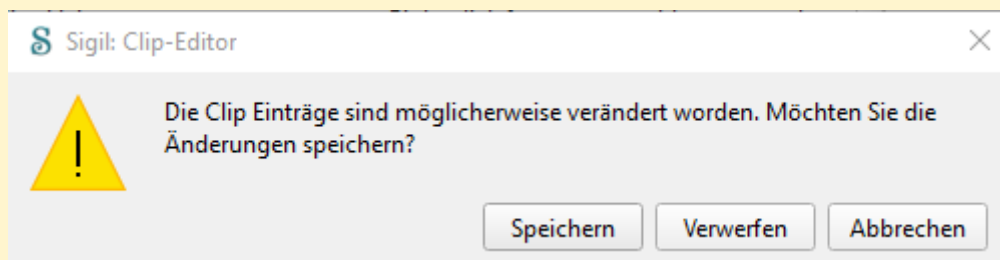 Sigil: Clip-Editor
Die Clip Einträge sind möglicherweise verändert worden. Möchten Sie die
Änderungen speichern?
Speichern Verwerfen Abbrechen